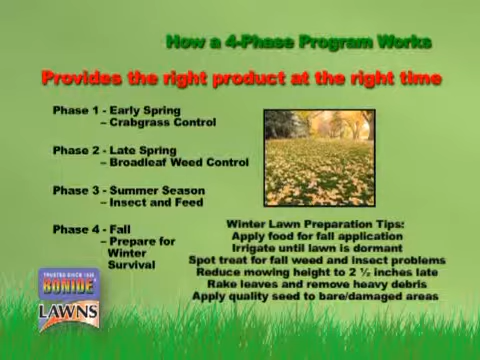 How a 4-Phase Program Works
Provides the right product at the right time
Phase 1 - Early Spring
– Crabgrass Control
Phase 2 - Late Spring
– Broadleaf Weed Control
Phase 3 - Summer Season
– Insect and Feed
Phase 4 - Fall
– Prepare for
Winter
Survival
Winter Lawn Preparation Tips:
Apply food for fall application
Irrigate until lawn is dormant
Spot treat for fall weed and insect problems
Reduce mowing height to 2 ½ inches late
Rake leaves and remove heavy debris
Apply quality seed to bare/damaged areas
TRUSTED SINCE 1926
BONIDE
LAWNS